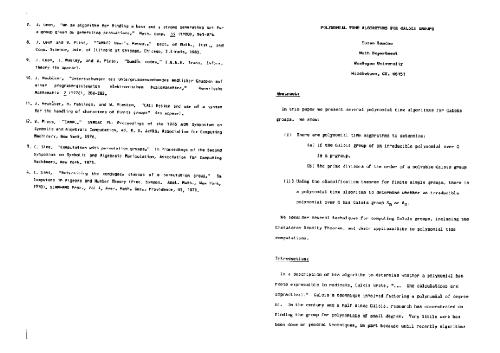 7. J. Leon, "On an algorithm for finding a base and a strong generating set for
a group given by generating permutations," Math. Comp. 35 (1980), 941-974.
8. J. Leon and V. Pless, "CAMAC User's Manual," Dept. of Math., Stat., and
Comp. Science, Univ. of Illinois at Chicago, Chicago, Illinois,
9. J. Leon, J. Masley, and V. Pless, "Duadic Codes," I.E.E.E. Trans. Infor.
Theory (to appear).
10. J. Neubüser, "Untersuchungen des Untergruppenverbandes endlicher Gruppen auf
einer programmgesteuerten elektronischen Dualmaschine," Numerische
Mathematik 2 (1960), 280-292.
11. J. Neubüser, H. Pahlings, and W. Plesken, "CAS; Design and use of a system
for the handling of characters of finite groups" (to appear).
12. V. Pless, "CAMAC," Proceedings of the 1976 ACM Symposium on
Symbolic and Algebraic Computation, ed. R. D. Jenks, Association for Computing
Machinery, New York, 1976.
C. Sims, "Computation with permutation groups," in Proceedings of the Second
Symposium on Symbolic and Algebraic Manipulation, Association for Computing
Machinery, New York, 1971.
C. Sims, "Determining the conjugacy classes of a permutation group," in
Computers in Algebra and Number Theory (Proc. Sympos. Appl. Math., New York,
1970), SIAM-AMS Proc., Vol 4, Amer. Math. Soc., Providence, RI, 1971.
POLYNOMIAL TIME ALGORITHMS FOR GALOIS GROUPS
Susan Landau
Math Department
Wesleyan University
Middletown, CT. 06457
Abstract:
In this paper we present several polynomial time algorithms for Galois
groups. We show:
(i) There are polynomial time algorithms to determine:
(a) if the Galois group of an irreducible polynomial over Q
is a p-group.
(b) the prime divisors of the order of a solvable Galois group
(ii) Using the classification theorem for finite simple groups, there is
a polynomial time algorithm to determine whether an irreducible
polynomial over Q has Galois group Sn or An.
We consider several techniques for computing Galois groups, including the
Chebotarev Density Theorem, and their applicability to polynomial time
computations.
Introduction:
In a description of his algorithm to determine whether a polynomial has
roots expressible in radicals, Galois wrote, "... the calculations are
impractical." Galois's technique involved factoring a polynomial of degree
n!. In the century and a half since Galois, research has concentrated on
finding the group for polynomials of small degree. Very little work has
been done on general techniques, in part because until recently algorithms